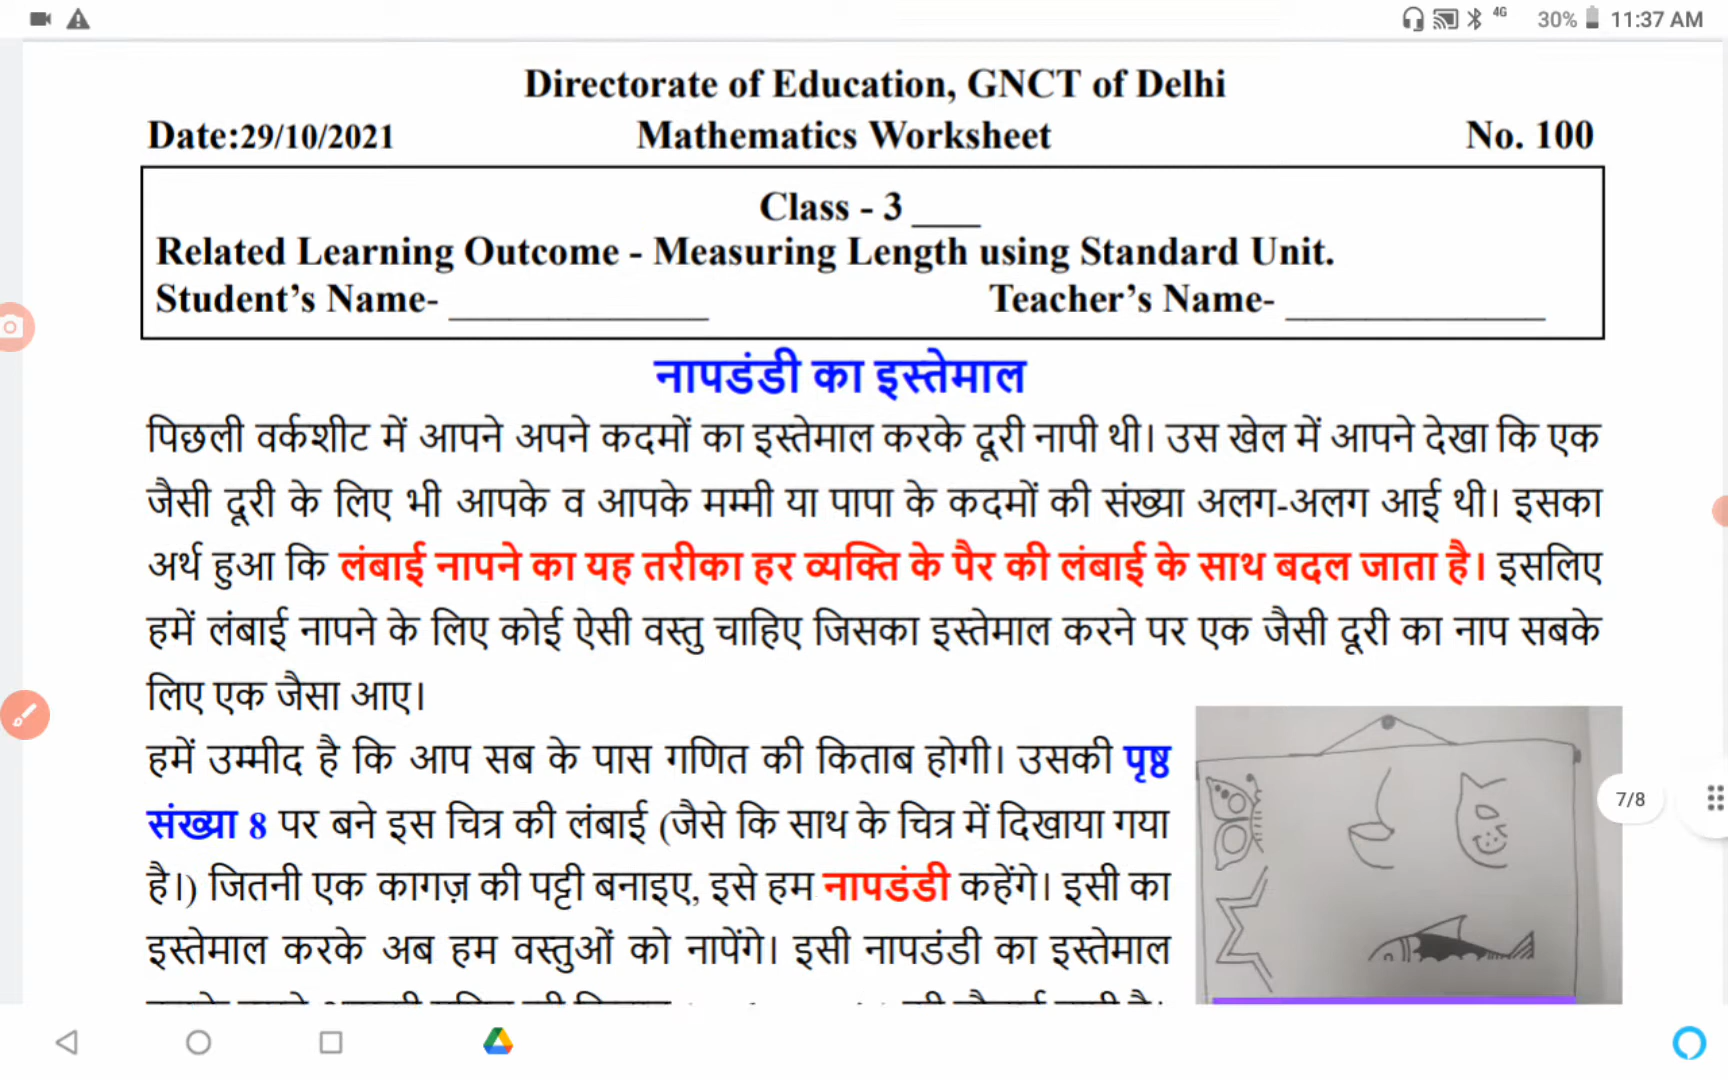 4G 30% 11:37 AM
Directorate of Education, GNCT of Delhi
Date:29/10/2021 Mathematics Worksheet No. 100
Class - 3 ___
Related Learning Outcome - Measuring Length using Standard Unit.
Student’s Name- _____________ Teacher’s Name- _____________
नापडंडी का इस्तेमाल
पिछली वर्कशीट में आपने अपने कदमों का इस्तेमाल करके दूरी नापी थी। उस खेल में आपने देखा कि एक
जैसी दूरी के लिए भी आपके व आपके मम्मी या पापा के कदमों की संख्या अलग-अलग आई थी। इसका
अर्थ हुआ कि लंबाई नापने का यह तरीका हर व्यक्ति के पैर की लंबाई के साथ बदल जाता है। इसलिए
हमें लंबाई नापने के लिए कोई ऐसी वस्तु चाहिए जिसका इस्तेमाल करने पर एक जैसी दूरी का नाप सबके
लिए एक जैसा आए।
हमें उम्मीद है कि आप सब के पास गणित की किताब होगी। उसकी पृष्ठ
संख्या 8 पर बने इस चित्र की लंबाई (जैसे कि साथ के चित्र में दिखाया गया
है।) जितनी एक कागज़ की पट्टी बनाइए, इसे हम नापडंडी कहेंगे। इसी का
इस्तेमाल करके अब हम वस्तुओं को नापेंगे। इसी नापडंडी का इस्तेमाल
7/8